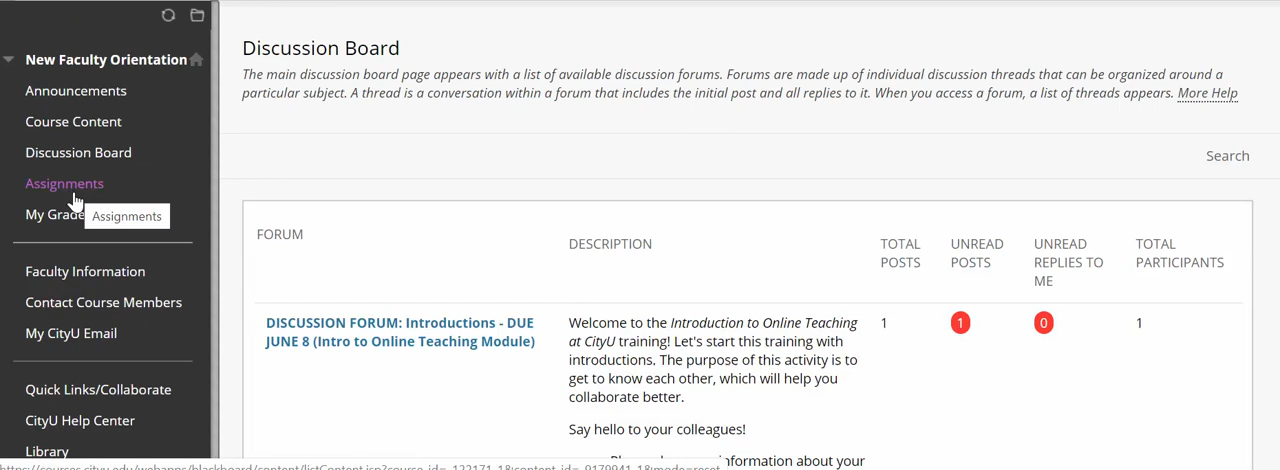 New Faculty Orientation
Announcements
Course Content
Discussion Board
Assignments
My Grade
Assignments
Faculty Information
Contact Course Members
My CityU Email
Quick Links/Collaborate
CityU Help Center
Library
Discussion Board
The main discussion board page appears with a list of available discussion forums. Forums are made up of individual discussion threads that can be organized around a
particular subject. A thread is a conversation within a forum that includes the initial post and all replies to it. When you access a forum, a list of threads appears. More Help
Search
FORUM
DESCRIPTION
TOTAL
POSTS
UNREAD
POSTS
UNREAD
REPLIES TO
ME
TOTAL
PARTICIPANTS
DISCUSSION FORUM: Introductions - DUE
JUNE 8 (Intro to Online Teaching Module)
Welcome to the Introduction to Online Teaching
at CityU training! Let's start this training with
introductions. The purpose of this activity is to
get to know each other, which will help you
collaborate better.
Say hello to your colleagues!
information about your
1
1
0
1